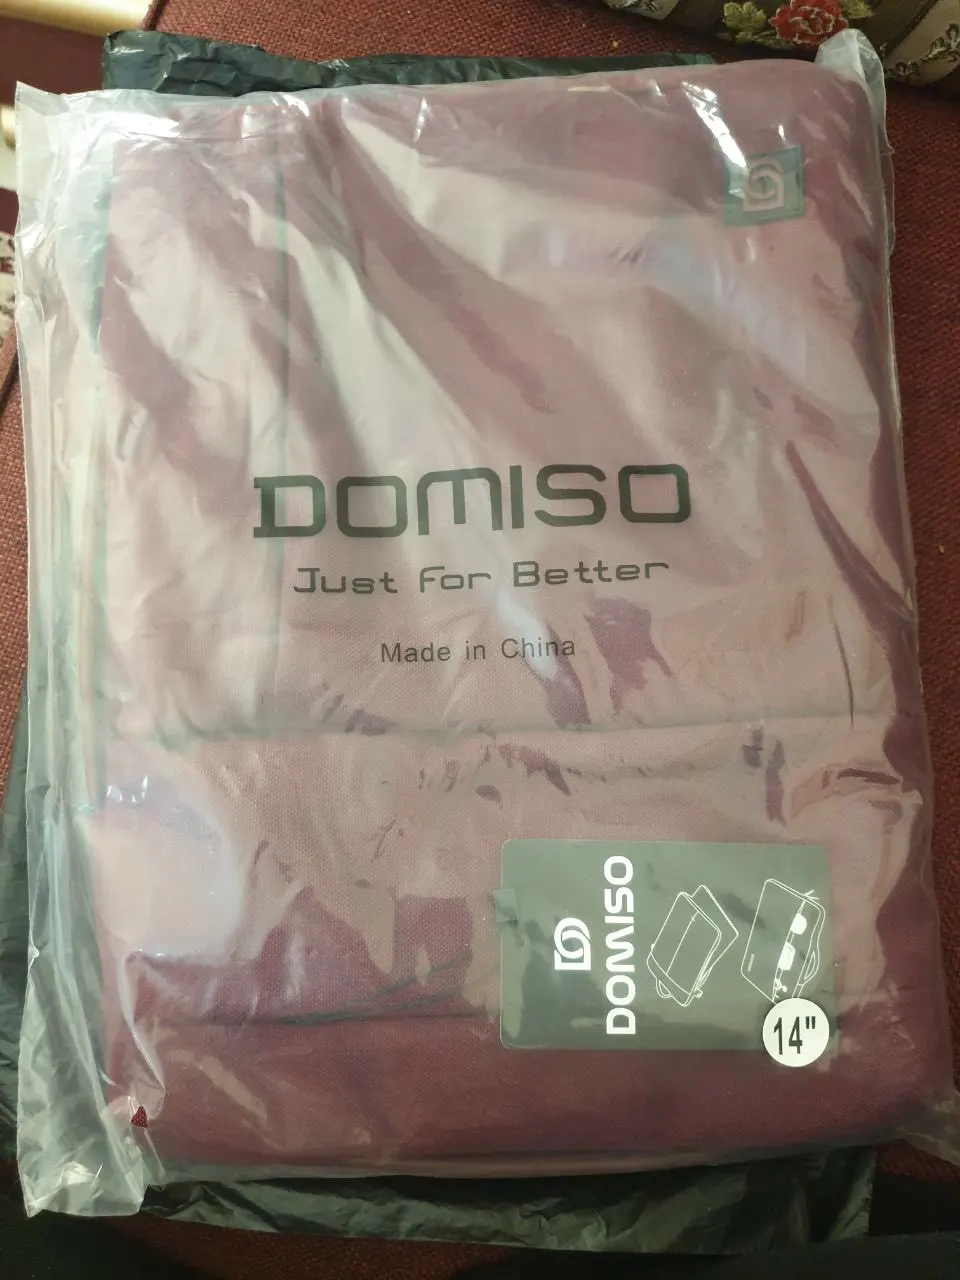 DOMISO
Just For Better
Made in China
DOMISO
14"